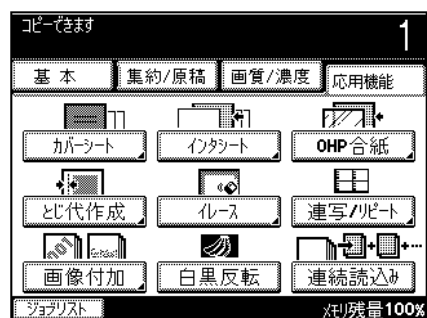 コピーできます 1
基 本 集約/原稿 画質/濃度 応用機能
カバーシート インタシート OHP合紙
とじ代作成 イレース 連写/リピート
画像付加 白黒反転 連続読込み
ジョブリスト メモリ残量100%